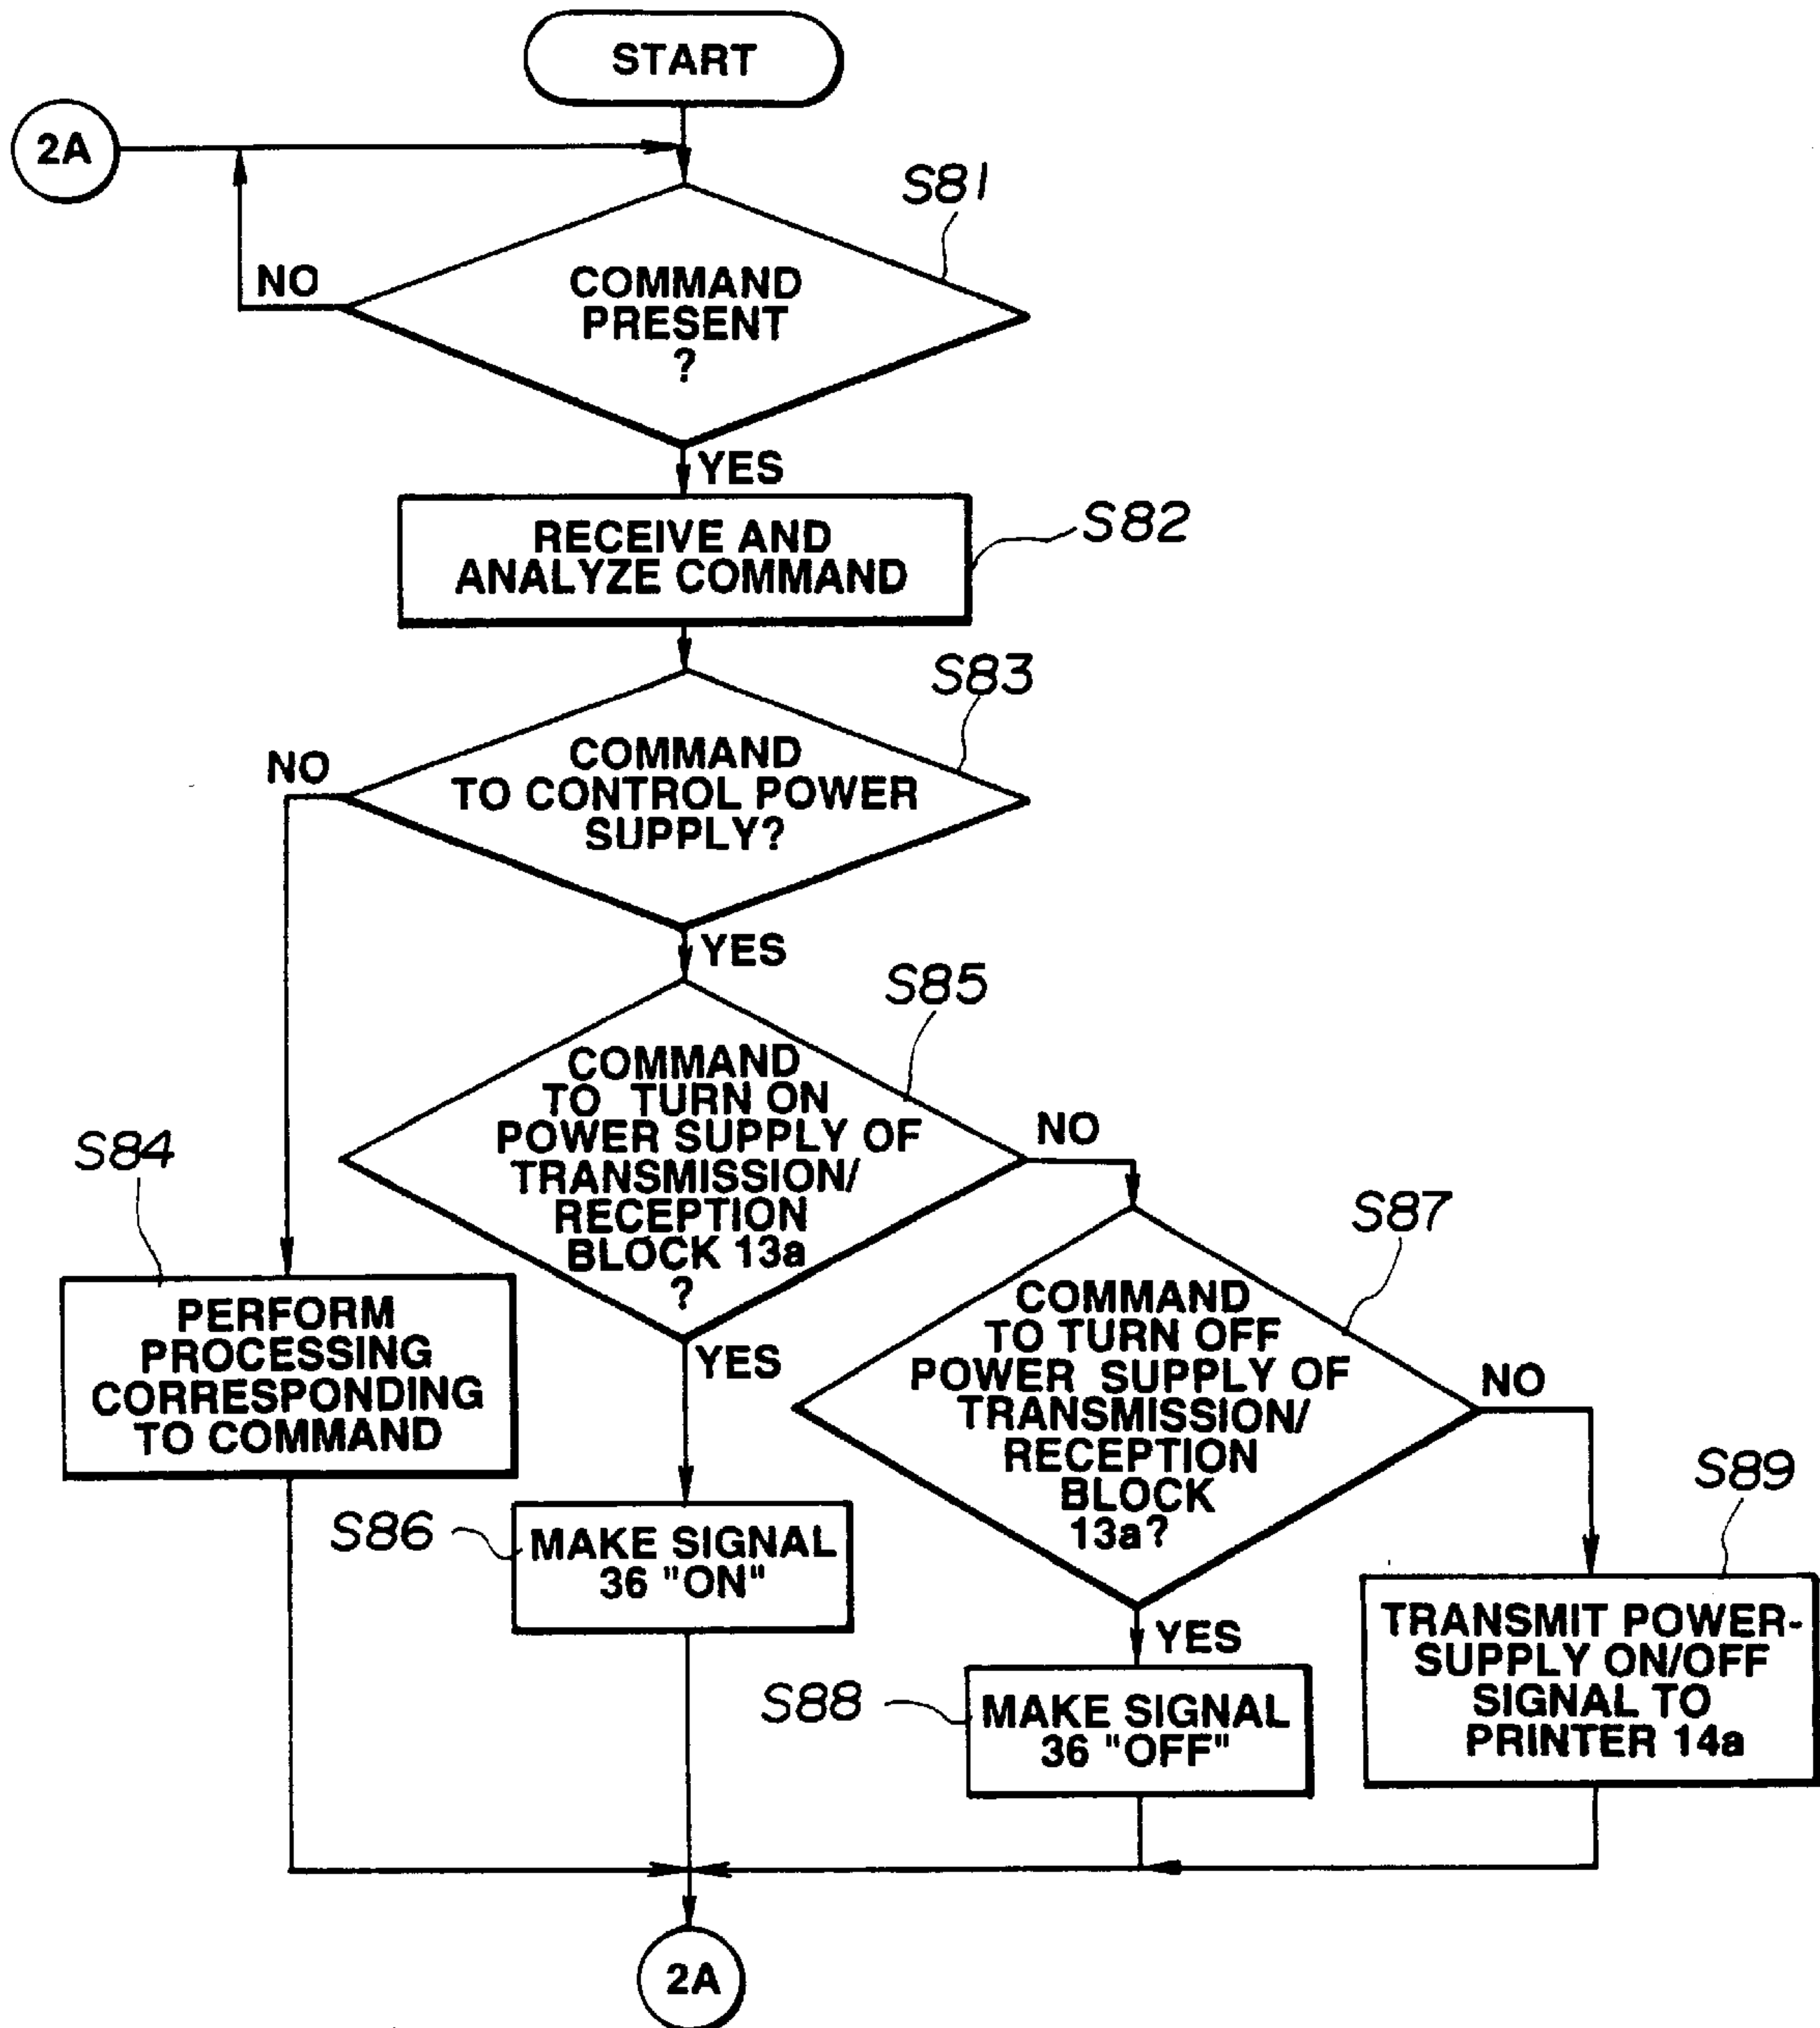 START
2A
S81
NO
COMMAND
PRESENT
?
YES
RECEIVE AND
ANALYZE COMMAND
S82
S83
NO
COMMAND
TO CONTROL POWER
SUPPLY?
YES
S85
COMMAND
TO TURN ON
POWER SUPPLY OF
TRANSMISSION/
RECEPTION
BLOCK 13a
?
NO
S84
PERFORM
PROCESSING
CORRESPONDING
TO COMMAND
YES
S87
COMMAND
TO TURN OFF
POWER SUPPLY OF
TRANSMISSION/
RECEPTION
BLOCK
13a?
NO
S86
MAKE SIGNAL
36 "ON"
S89
YES
TRANSMIT POWER-
SUPPLY ON/OFF
SIGNAL TO
PRINTER 14a
S88
MAKE SIGNAL
36 "OFF"
2A